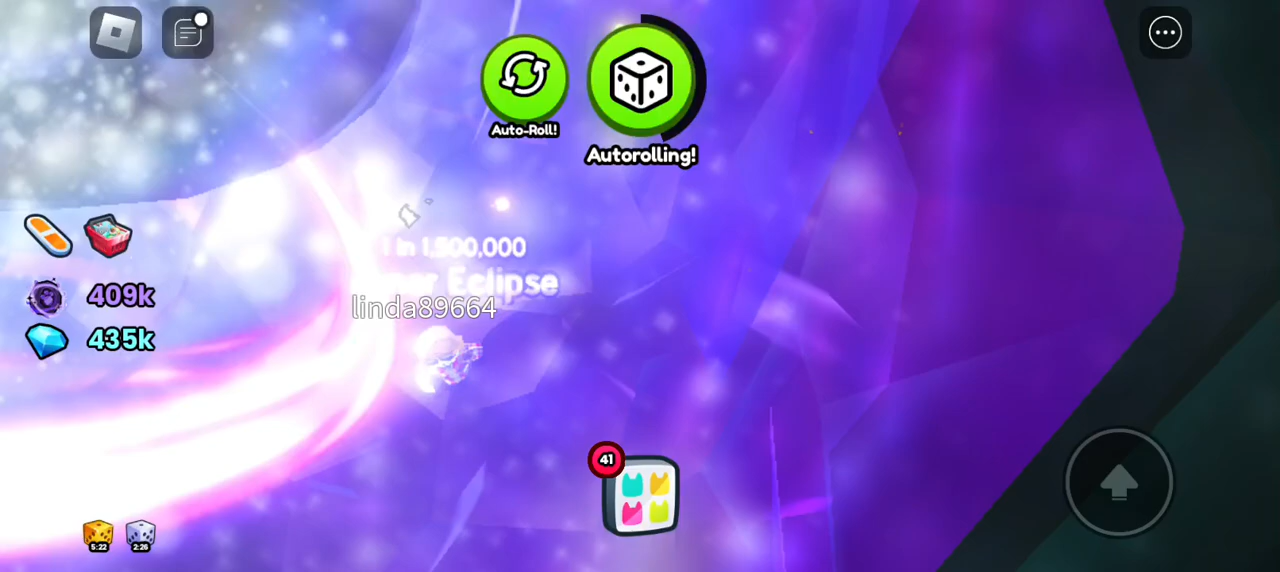 Auto-Roll!
Autorolling!
1 in 1,500,000
Eclipse
linda89664
409k
435k
41
5:22
2:26